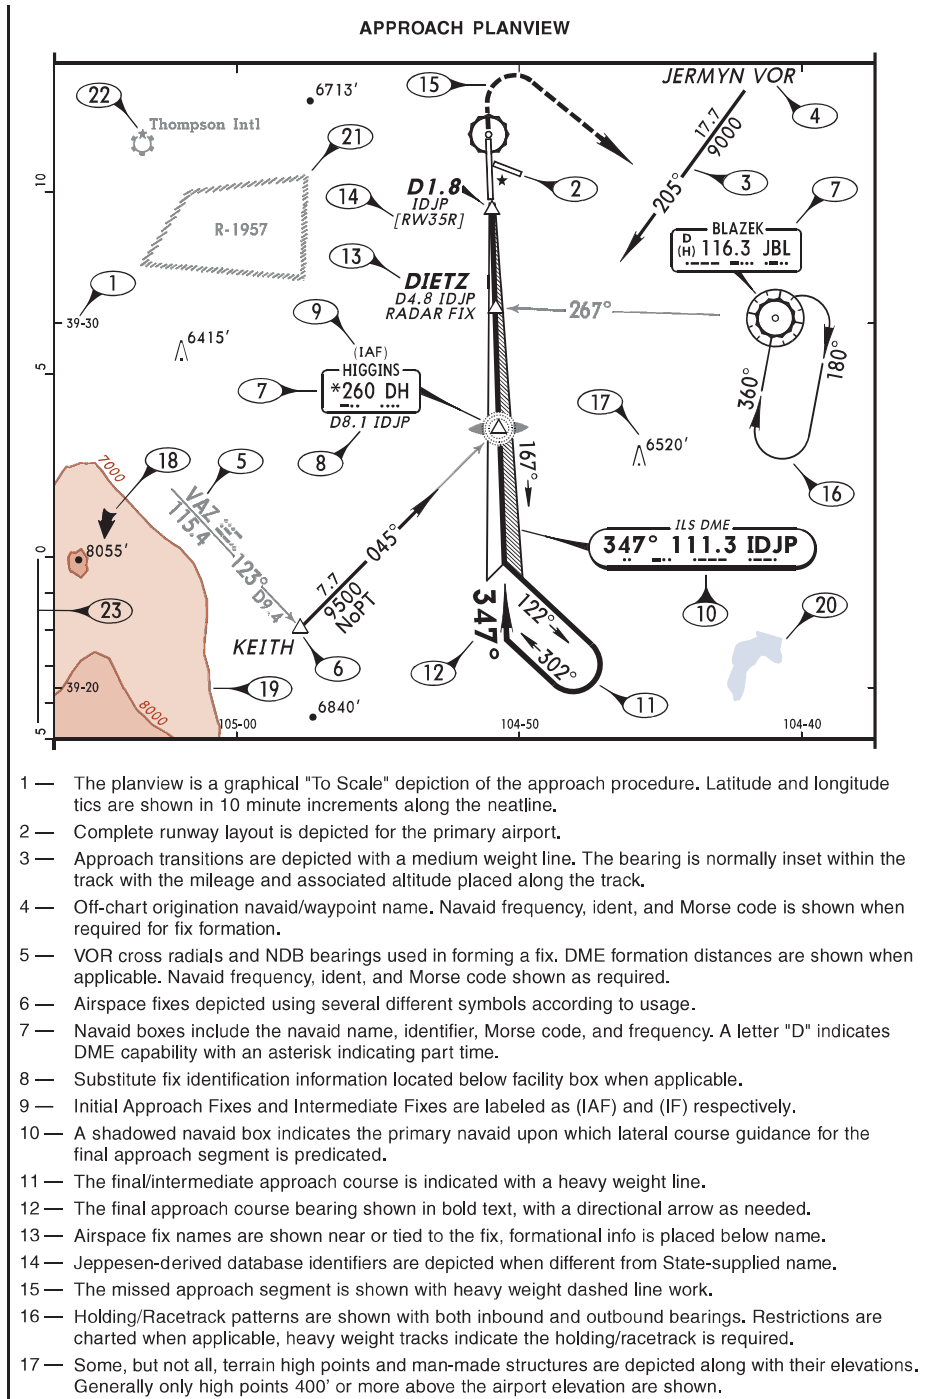 APPROACH PLANVIEW
22
6713'
15
JERMYN VOR
4
Thompson Intl
21
17.7
9000
10
2
3
7
14
D1.8
IDJP
[RW35R]
205°
R-1957
BLAZEK
D
(H) 116.3 JBL
13
1
DIETZ
D4.8 IDJP
RADAR FIX
9
267°
39-30
6415'
(IAF)
HIGGINS
*260 DH
D8.1 IDJP
7
5
360°
180°
17
6520'
8
167°
18
5
7000
16
VAZ
115.4
ILS DME
347° 111.3 IDJP
0
8055'
045°
123°
D9.4
7.7
9500
NoPT
23
10
20
347°
122°
302°
KEITH
6
12
11
39-20
19
8000
6840'
5
105-00
104-50
104-40
1 — The planview is a graphical "To Scale" depiction of the approach procedure. Latitude and longitude
tics are shown in 10 minute increments along the neatline.
2 — Complete runway layout is depicted for the primary airport.
3 — Approach transitions are depicted with a medium weight line. The bearing is normally inset within the
track with the mileage and associated altitude placed along the track.
4 — Off-chart origination navaid/waypoint name. Navaid frequency, ident, and Morse code is shown when
required for fix formation.
5 — VOR cross radials and NDB bearings used in forming a fix. DME formation distances are shown when
applicable. Navaid frequency, ident, and Morse code shown as required.
6 — Airspace fixes depicted using several different symbols according to usage.
7 — Navaid boxes include the navaid name, identifier, Morse code, and frequency. A letter "D" indicates
DME capability with an asterisk indicating part time.
8 — Substitute fix identification information located below facility box when applicable.
9 — Initial Approach Fixes and Intermediate Fixes are labeled as (IAF) and (IF) respectively.
10 — A shadowed navaid box indicates the primary navaid upon which lateral course guidance for the
final approach segment is predicated.
11 — The final/intermediate approach course is indicated with a heavy weight line.
12 — The final approach course bearing shown in bold text, with a directional arrow as needed.
13 — Airspace fix names are shown near or tied to the fix, formational info is placed below name.
14 — Jeppesen-derived database identifiers are depicted when different from State-supplied name.
15 — The missed approach segment is shown with heavy weight dashed line work.
16 — Holding/Racetrack patterns are shown with both inbound and outbound bearings. Restrictions are
charted when applicable, heavy weight tracks indicate the holding/racetrack is required.
17 — Some, but not all, terrain high points and man-made structures are depicted along with their elevations.
Generally only high points 400' or more above the airport elevation are shown.